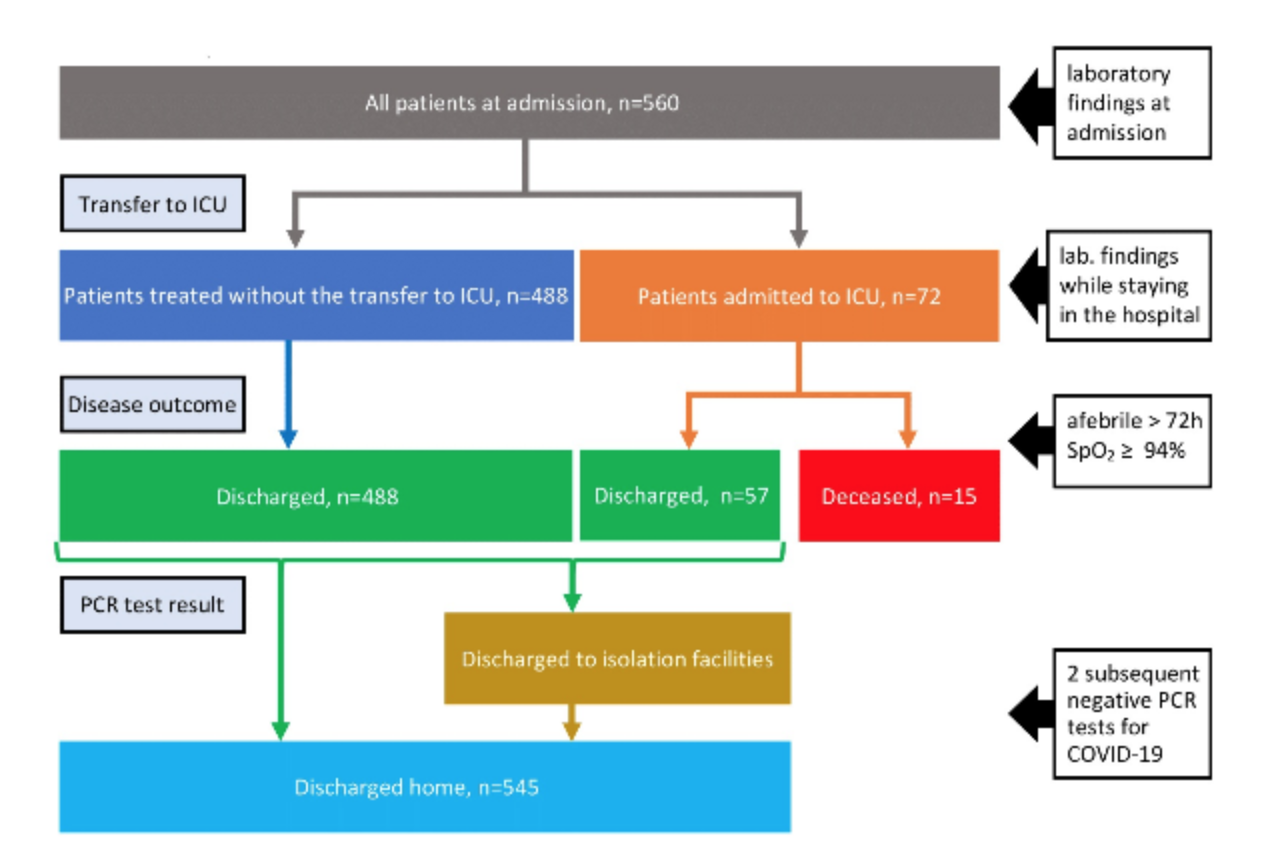 All patients at admission, n=560
laboratory
findings at
admission
Transfer to ICU
Patients treated without the transfer to ICU, n=488
Patients admitted to ICU, n=72
lab. findings
while staying
in the hospital
Disease outcome
afebrile > 72h
SpO₂ ≥ 94%
Discharged, n=488
Discharged, n=57
Deceased, n=15
PCR test result
Discharged to isolation facilities
2 subsequent
negative PCR
tests for
COVID-19
Discharged home, n=545